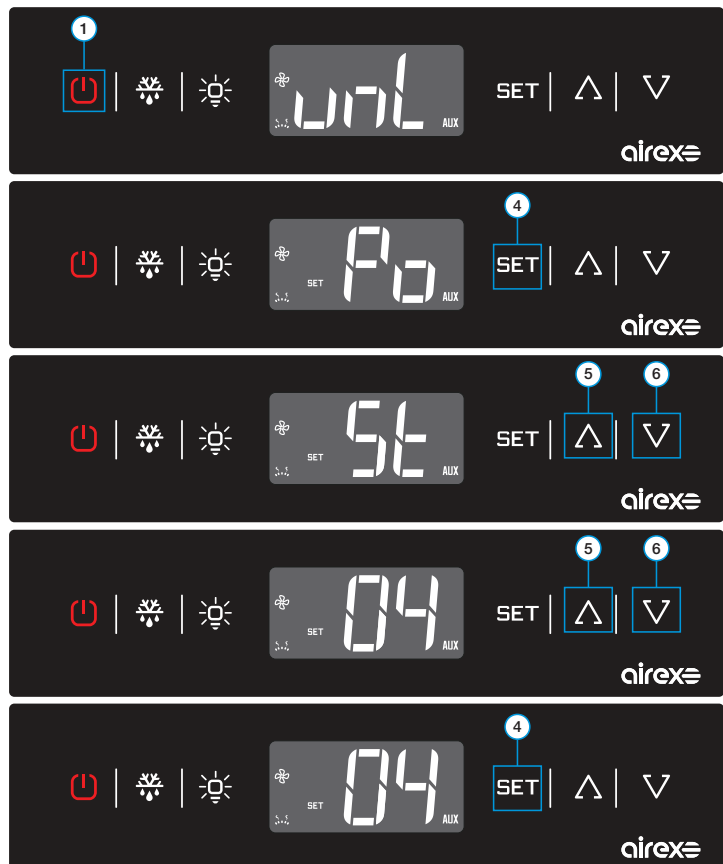 1
unL
AUX
SET
airex
4
Po
SET
AUX
SET
airex
5 6
St
SET
AUX
SET
airex
5 6
04
SET
AUX
SET
airex
4
04
SET
AUX
SET
airex